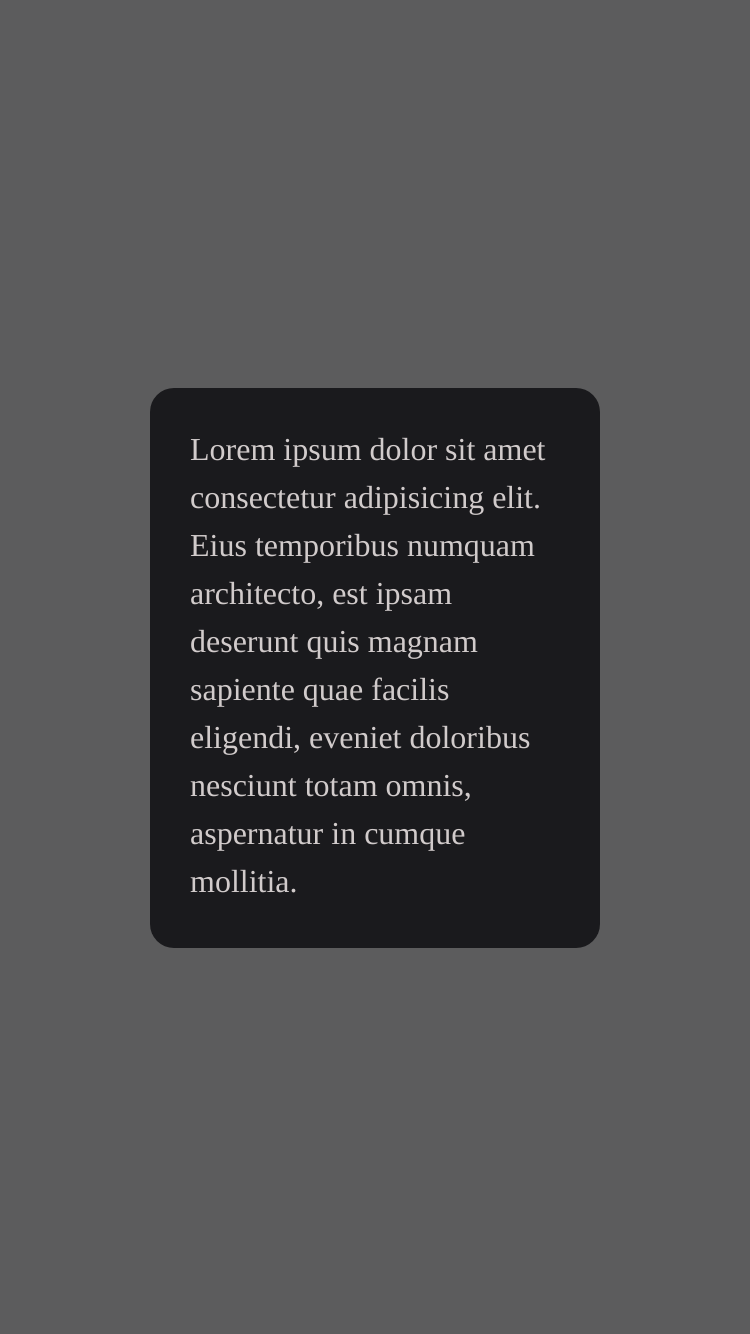 Lorem ipsum dolor sit amet
consectetur adipisicing elit.
Eius temporibus numquam
architecto, est ipsam
deserunt quis magnam
sapiente quae facilis
eligendi, eveniet doloribus
nesciunt totam omnis,
aspernatur in cumque
mollitia.